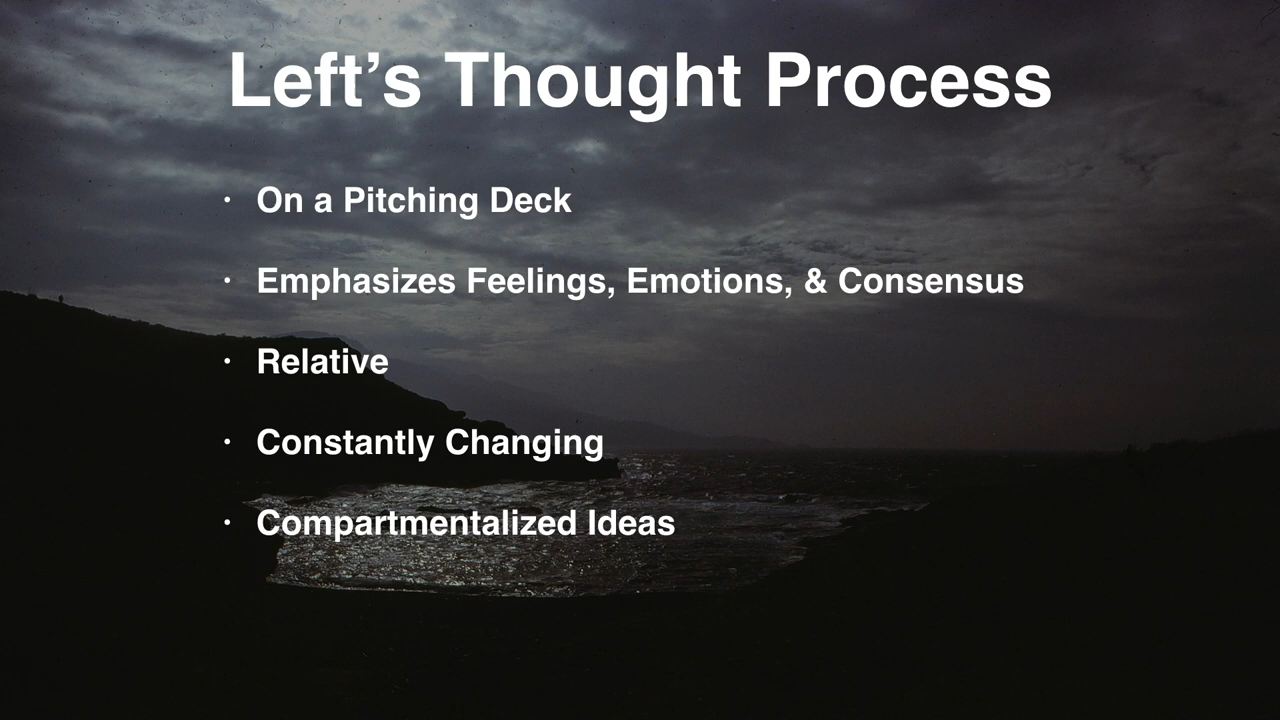 Left’s Thought Process
· On a Pitching Deck
· Emphasizes Feelings, Emotions, & Consensus
· Relative
· Constantly Changing
· Compartmentalized Ideas